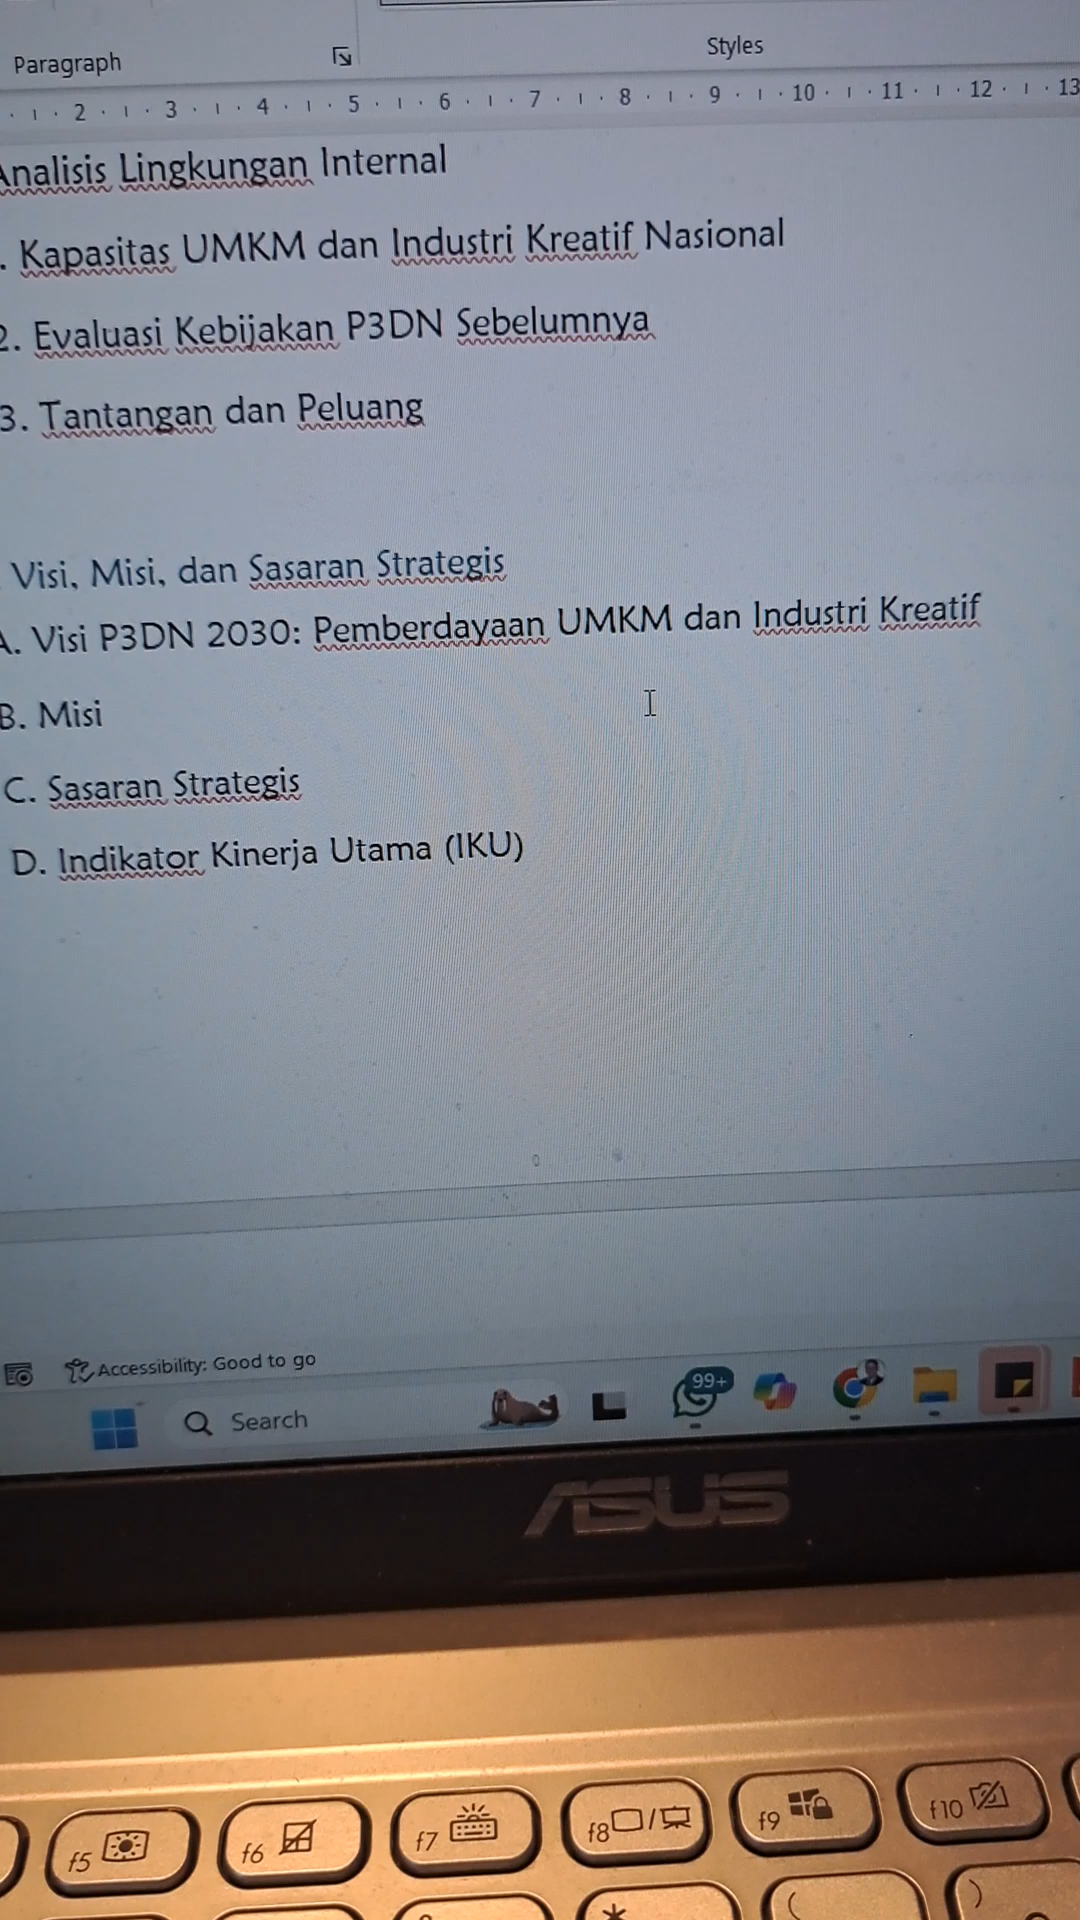 Paragraph
Styles
2 3 4 5 6 7 8 9 10 11 12 13
Analisis Lingkungan Internal
. Kapasitas UMKM dan Industri Kreatif Nasional
2. Evaluasi Kebijakan P3DN Sebelumnya
3. Tantangan dan Peluang
Visi, Misi, dan Sasaran Strategis
A. Visi P3DN 2030: Pemberdayaan UMKM dan Industri Kreatif
B. Misi
C. Sasaran Strategis
D. Indikator Kinerja Utama (IKU)
Accessibility: Good to go
Search
99+
ASUS
f5 f6 f7 f8 f9 f10
* ( )